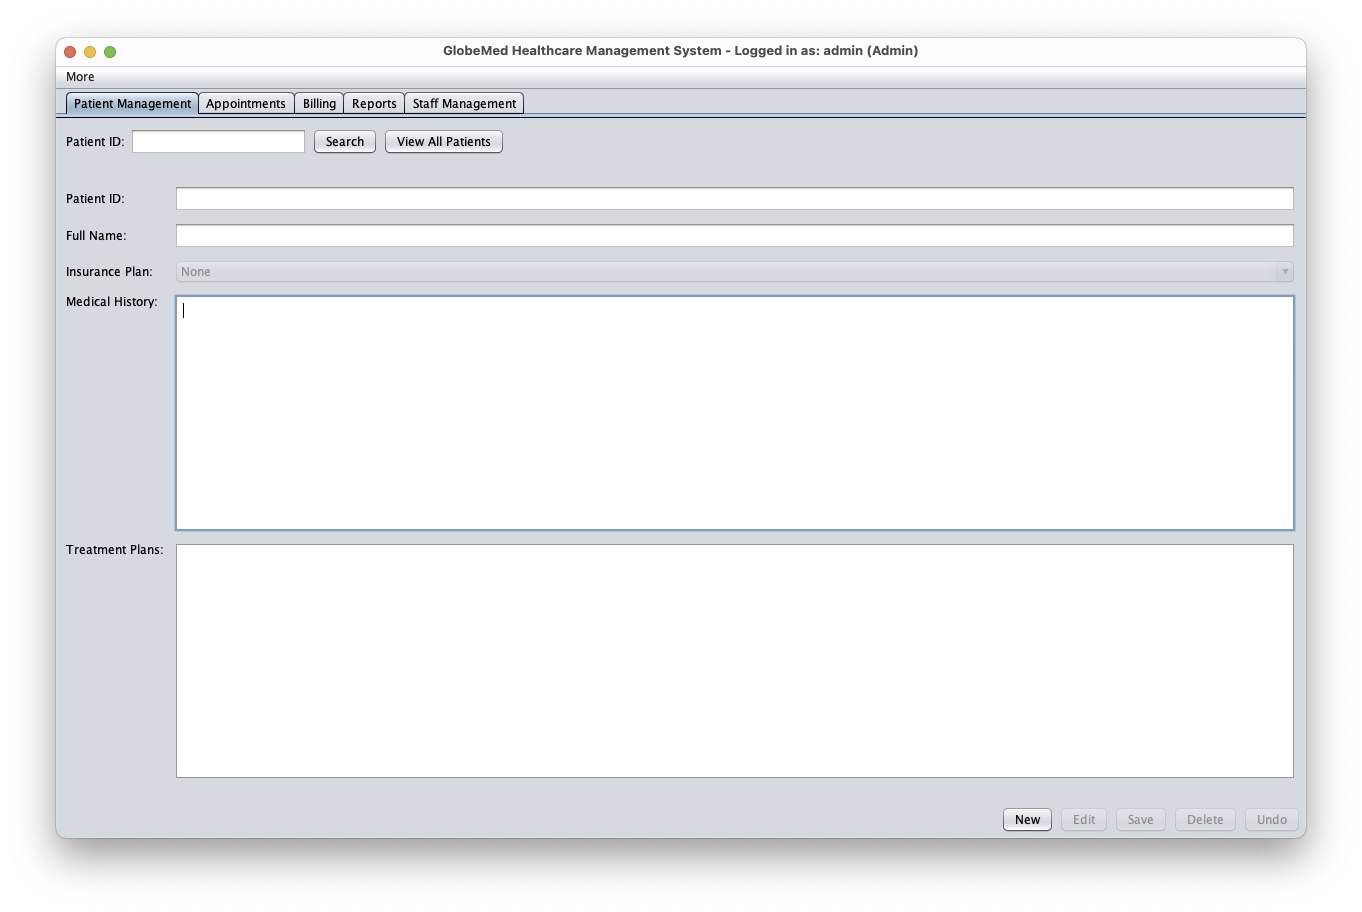 GlobeMed Healthcare Management System - Logged in as: admin (Admin)
More
Patient Management Appointments Billing Reports Staff Management
Patient ID: Search View All Patients
Patient ID:
Full Name:
Insurance Plan: None
Medical History:
Treatment Plans:
New Edit Save Delete Undo